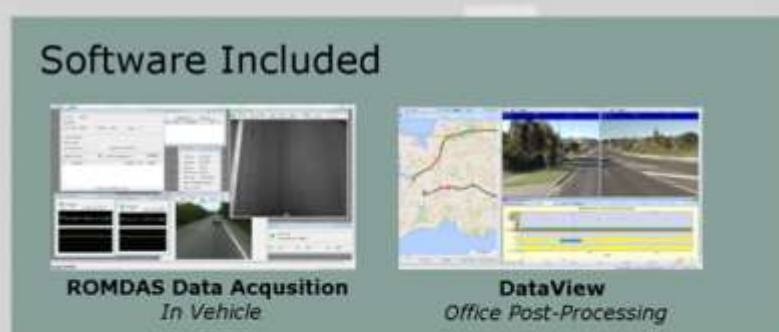 Software Included
ROMDAS Data Acqusition
In Vehicle
DataView
Office Post-Processing